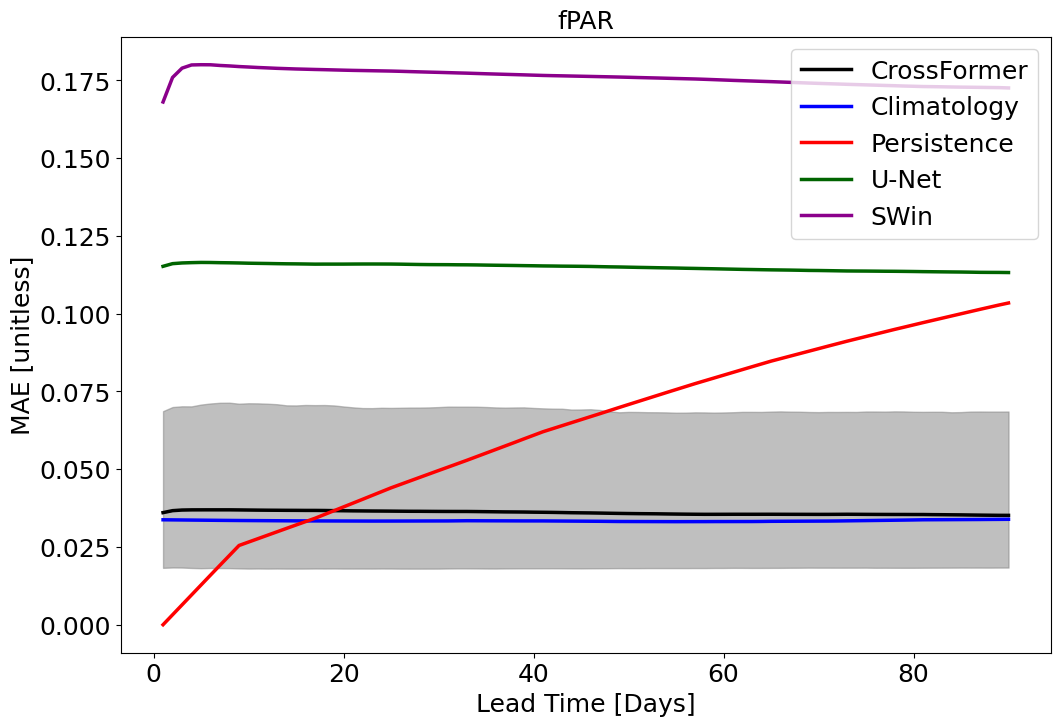 fPAR
MAE [unitless]
0.175
0.150
0.125
0.100
0.075
0.050
0.025
0.000
CrossFormer
Climatology
Persistence
U-Net
SWin
0
20
40
60
80
Lead Time [Days]